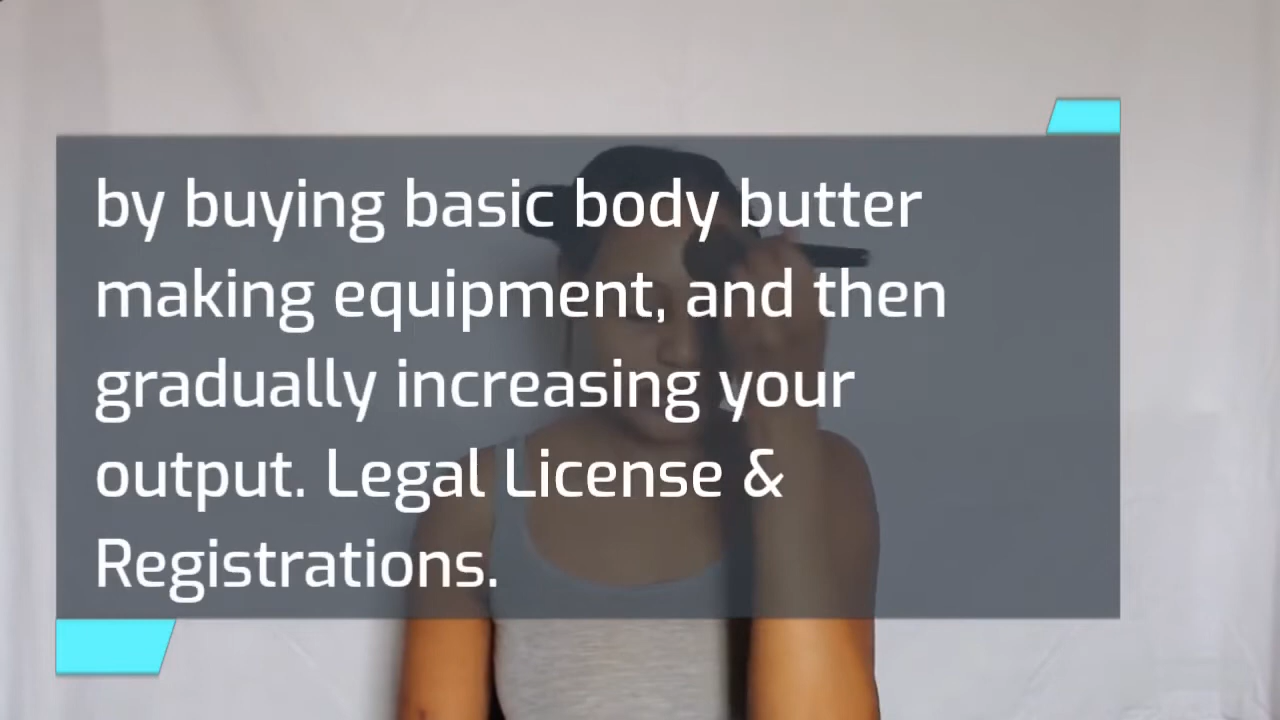 by buying basic body butter
making equipment, and then
gradually increasing your
output. Legal License &
Registrations.